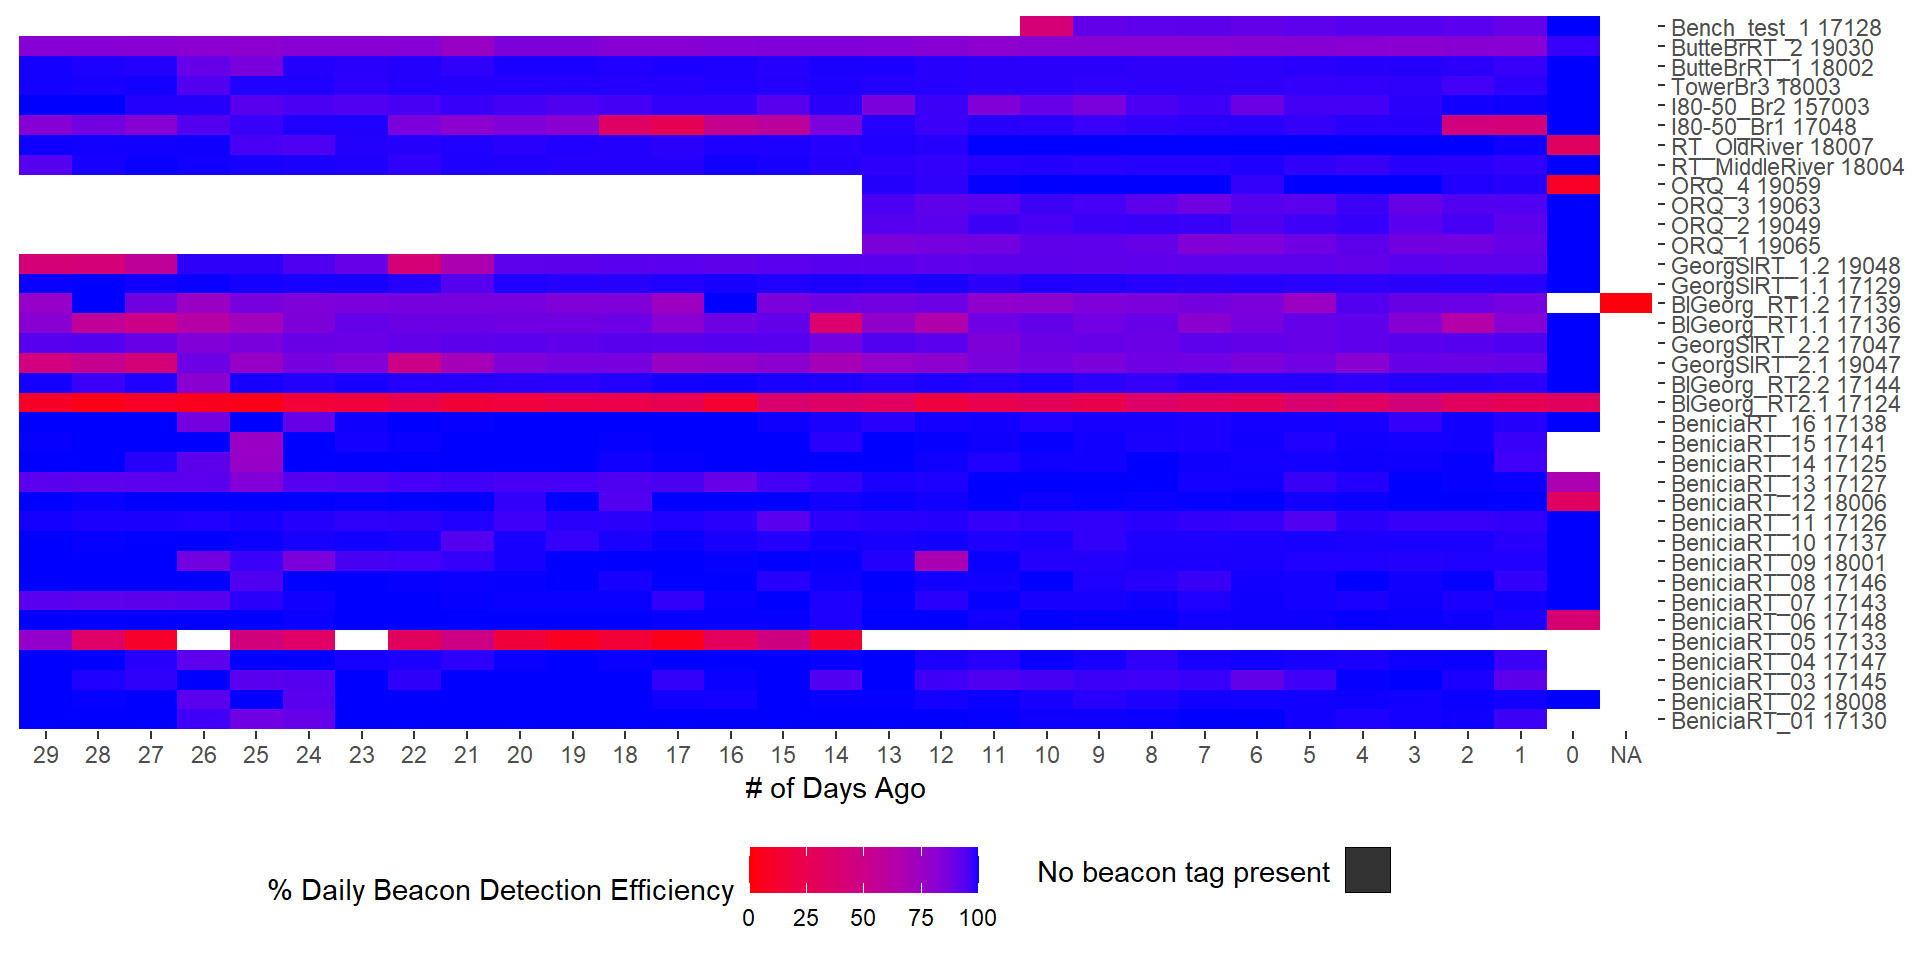 Bench_test_1 17128
ButteBrRT_2 19030
ButteBrRT_1 18002
TowerBr3 18003
I80-50_Br2 157003
I80-50_Br1 17048
RT_OldRiver 18007
RT_MiddleRiver 18004
ORQ_4 19059
ORQ_3 19063
ORQ_2 19049
ORQ_1 19065
GeorgSlRT_1.2 19048
GeorgSlRT_1.1 17129
BlGeorg_RT1.2 17139
BlGeorg_RT1.1 17136
GeorgSlRT_2.2 17047
GeorgSlRT_2.1 19047
BlGeorg_RT2.2 17144
BlGeorg_RT2.1 17124
BeniciaRT_16 17138
BeniciaRT_15 17141
BeniciaRT_14 17125
BeniciaRT_13 17127
BeniciaRT_12 18006
BeniciaRT_11 17126
BeniciaRT_10 17137
BeniciaRT_09 18001
BeniciaRT_08 17146
BeniciaRT_07 17143
BeniciaRT_06 17148
BeniciaRT_05 17133
BeniciaRT_04 17147
BeniciaRT_03 17145
BeniciaRT_02 18008
BeniciaRT_01 17130
29 28 27 26 25 24 23 22 21 20 19 18 17 16 15 14 13 12 11 10 9 8 7 6 5 4 3 2 1 0 NA
# of Days Ago
% Daily Beacon Detection Efficiency
0 25 50 75 100
No beacon tag present